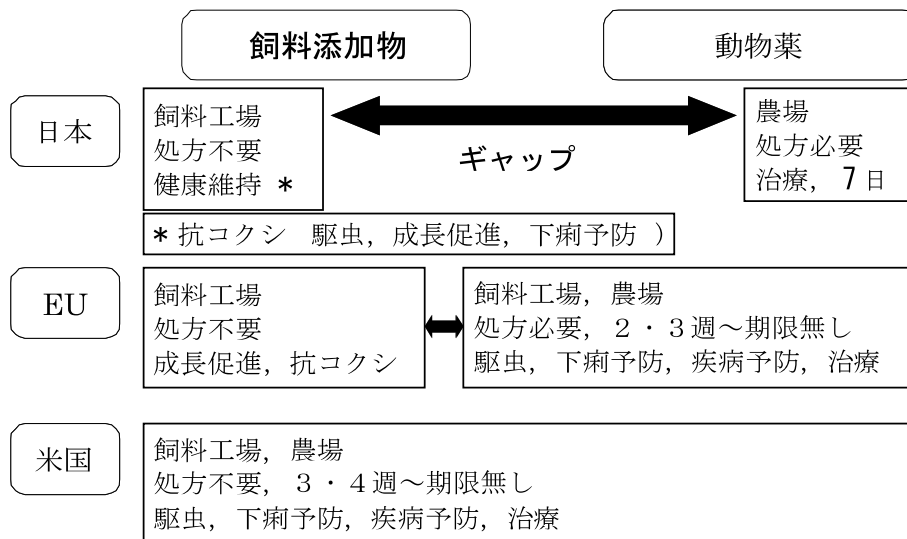 飼料添加物
動物薬
日本
飼料工場
処方不要
健康維持 *
ギャップ
農場
処方必要
治療, 7日
* 抗コクシ 駆虫, 成長促進, 下痢予防 )
EU
飼料工場
処方不要
成長促進, 抗コクシ
飼料工場, 農場
処方必要, 2・3週~期限無し
駆虫, 下痢予防, 疾病予防, 治療
米国
飼料工場, 農場
処方不要, 3・4週~期限無し
駆虫, 下痢予防, 疾病予防, 治療